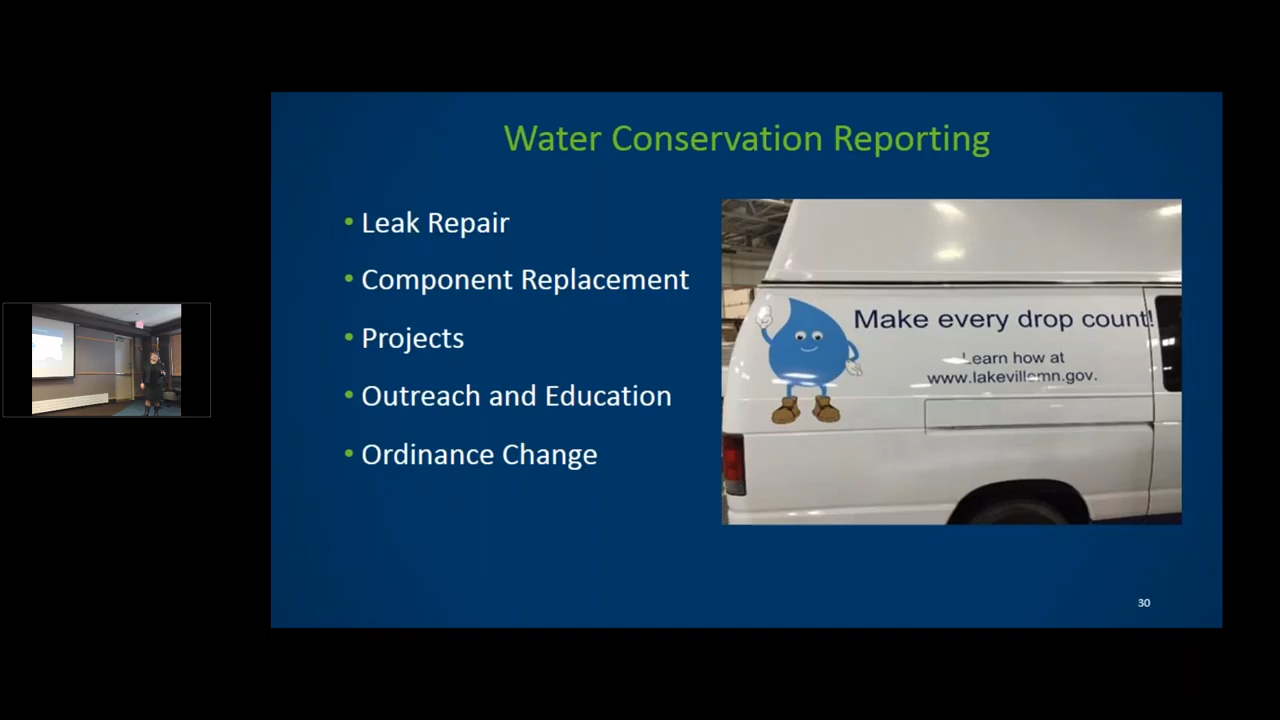 Water Conservation Reporting
• Leak Repair
• Component Replacement
• Projects
• Outreach and Education
• Ordinance Change
Make every drop count!
Learn how at
www.lakevillemn.gov.
30